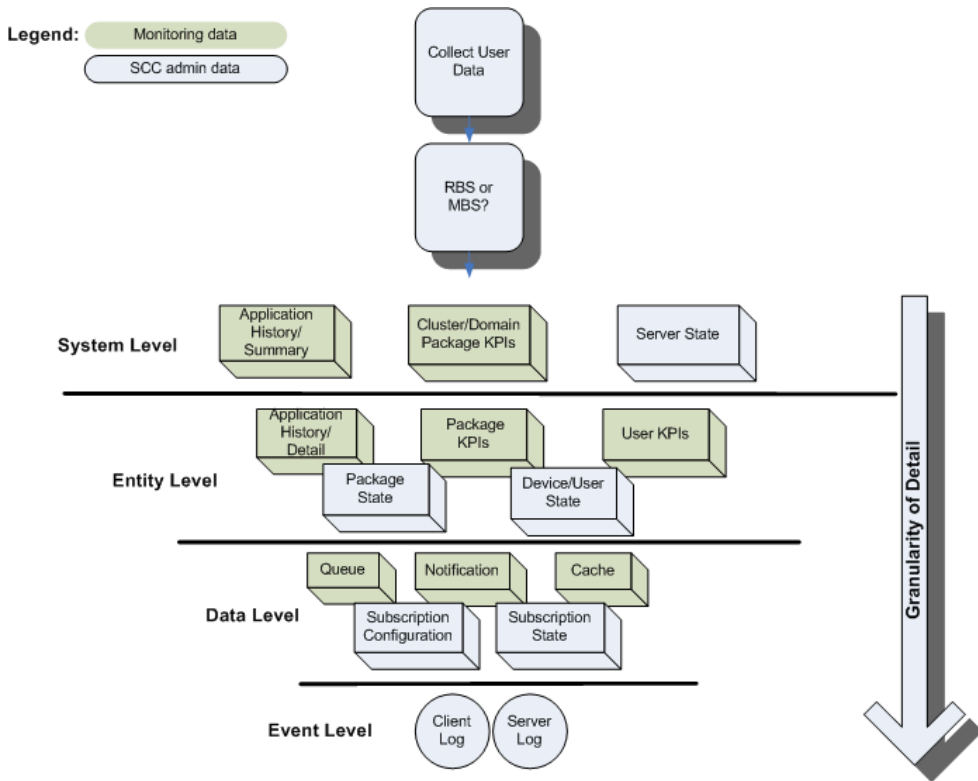 Legend:
Monitoring data
SCC admin data
Collect User
Data
RBS or
MBS?
System Level
Application
History/
Summary
Cluster/Domain
Package KPIs
Server State
Entity Level
Application
History/
Detail
Package
KPIs
User KPIs
Package
State
Device/User
State
Data Level
Queue
Notification
Cache
Subscription
Configuration
Subscription
State
Event Level
Client
Log
Server
Log
Granularity of Detail